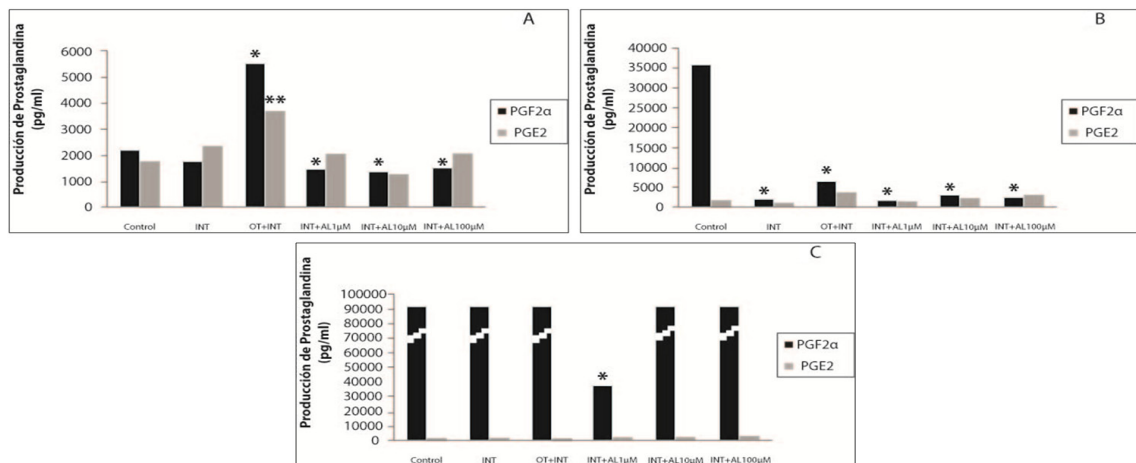 A
Producción de Prostaglandina
(pg/ml)
6000
5000
4000
3000
2000
1000
0
*
**
*
*
*
Control INT OT+INT INT+AL1µM INT+AL10µM INT+AL100µM
PGF2α
PGE2
B
Producción de Prostaglandina
(pg/ml)
40000
35000
30000
25000
20000
15000
10000
5000
0
*
*
*
*
*
Control INT OT+INT INT+AL1µM INT+AL10µM INT+AL100µM
PGF2α
PGE2
C
Producción de Prostaglandina
(pg/ml)
100000
90000
80000
70000
60000
50000
40000
30000
20000
10000
0
*
Control INT OT+INT INT+AL1µM INT+AL10µM INT+AL100µM
PGF2α
PGE2